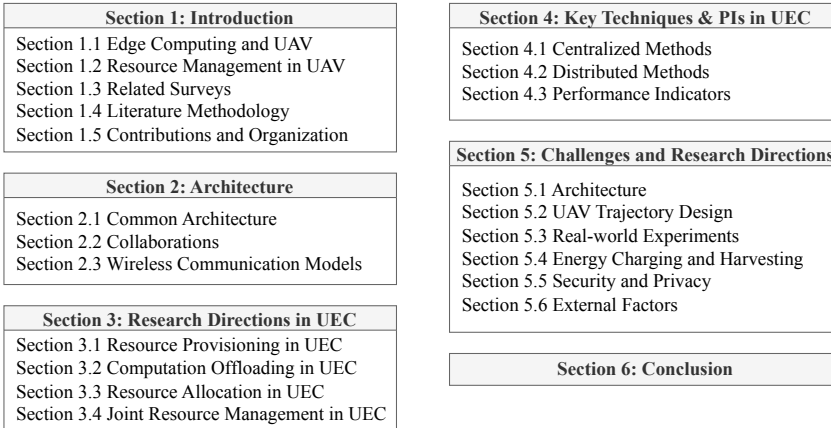 Section 1: Introduction
Section 1.1 Edge Computing and UAV
Section 1.2 Resource Management in UAV
Section 1.3 Related Surveys
Section 1.4 Literature Methodology
Section 1.5 Contributions and Organization
Section 2: Architecture
Section 2.1 Common Architecture
Section 2.2 Collaborations
Section 2.3 Wireless Communication Models
Section 3: Research Directions in UEC
Section 3.1 Resource Provisioning in UEC
Section 3.2 Computation Offloading in UEC
Section 3.3 Resource Allocation in UEC
Section 3.4 Joint Resource Management in UEC
Section 4: Key Techniques & PIs in UEC
Section 4.1 Centralized Methods
Section 4.2 Distributed Methods
Section 4.3 Performance Indicators
Section 5: Challenges and Research Directions
Section 5.1 Architecture
Section 5.2 UAV Trajectory Design
Section 5.3 Real-world Experiments
Section 5.4 Energy Charging and Harvesting
Section 5.5 Security and Privacy
Section 5.6 External Factors
Section 6: Conclusion